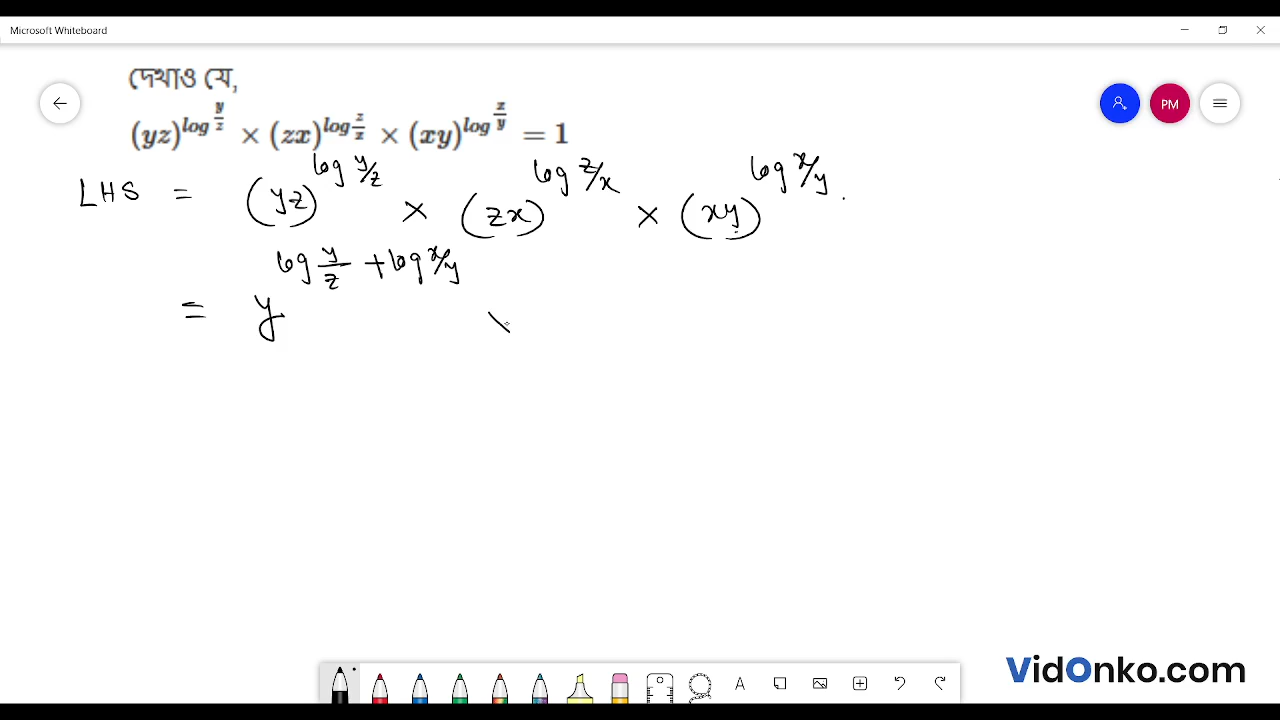 Microsoft Whiteboard
দেখাও যে,
(yz)^{log y/z} × (zx)^{log z/x} × (xy)^{log x/y} = 1
PM
LHS = (yz)^{log y/z} × (zx)^{log z/x} × (xy)^{log x/y}.
= y^{log y/z + log x/y}
A
VidOnko.com